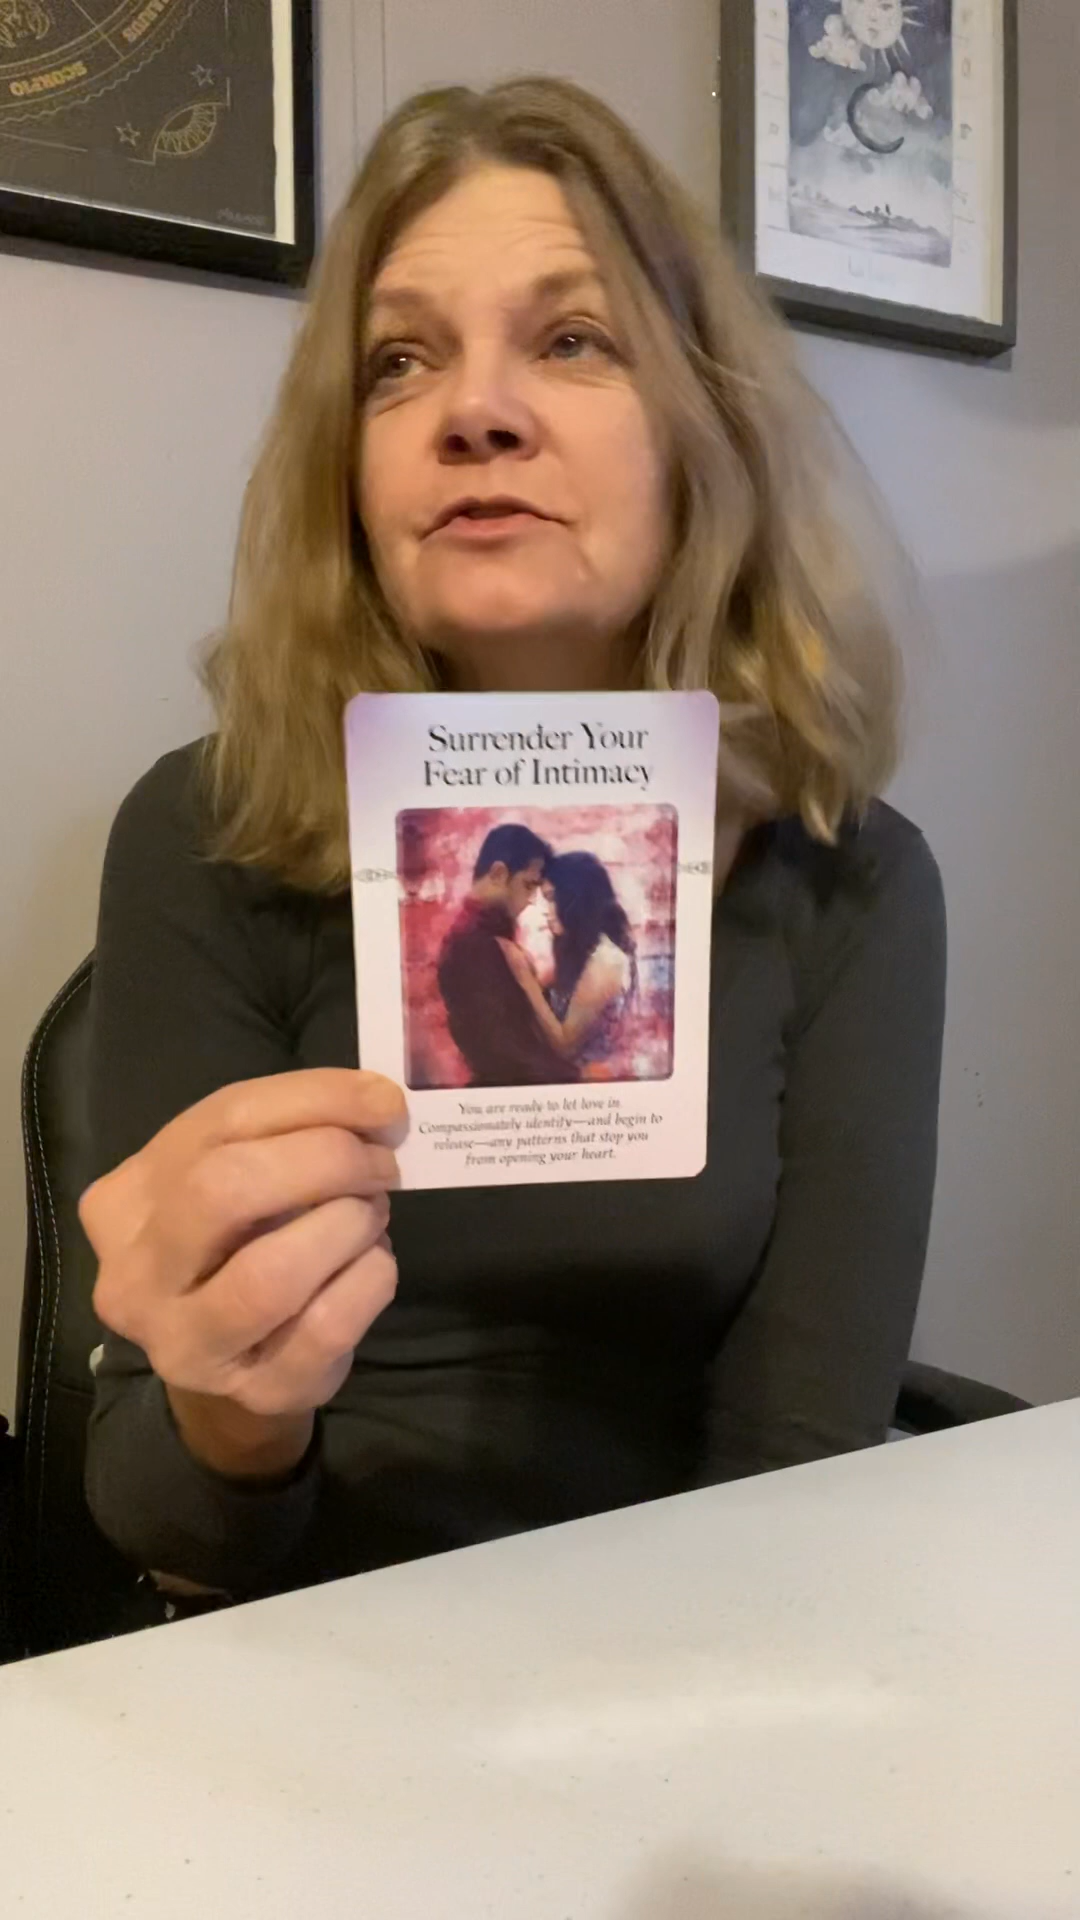 SCORPIO
Surrender Your
Fear of Intimacy
You are ready to let love in.
Compassionately identify—and begin to
release—any patterns that stop you
from opening your heart.